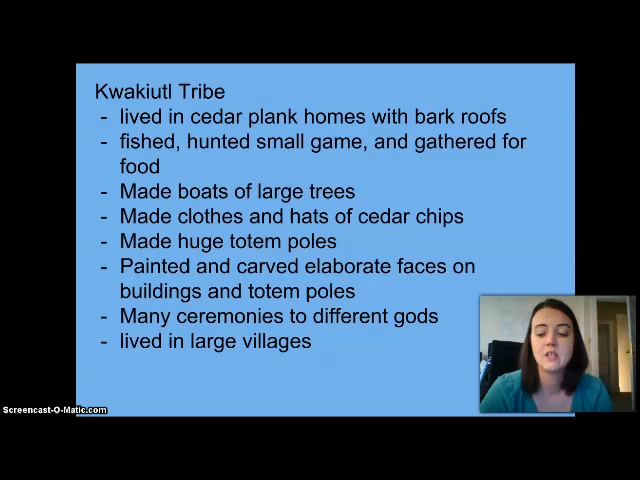 Kwakiutl Tribe
- lived in cedar plank homes with bark roofs
- fished, hunted small game, and gathered for
food
- Made boats of large trees
- Made clothes and hats of cedar chips
- Made huge totem poles
- Painted and carved elaborate faces on
buildings and totem poles
- Many ceremonies to different gods
- lived in large villages
Screencast-O-Matic.com